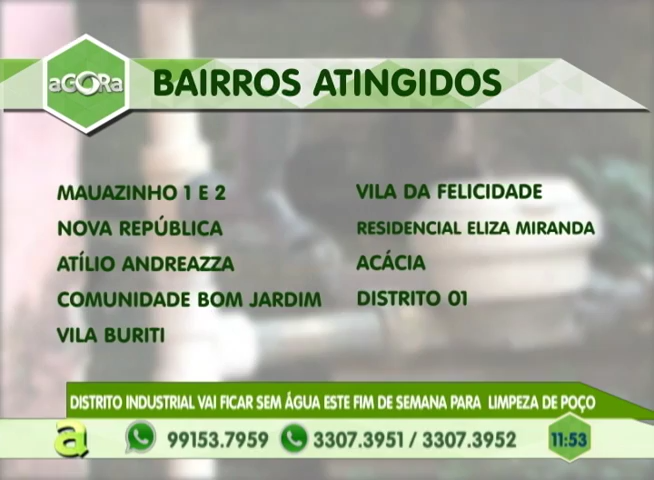 aGORa
BAIRROS ATINGIDOS
MAUAZINHO 1 E 2
NOVA REPÚBLICA
ATÍLIO ANDREAZZA
COMUNIDADE BOM JARDIM
VILA BURITI
VILA DA FELICIDADE
RESIDENCIAL ELIZA MIRANDA
ACÁCIA
DISTRITO 01
DISTRITO INDUSTRIAL VAI FICAR SEM ÁGUA ESTE FIM DE SEMANA PARA LIMPEZA DE POÇO
a 99153.7959 3307.3951 / 3307.3952 11:53